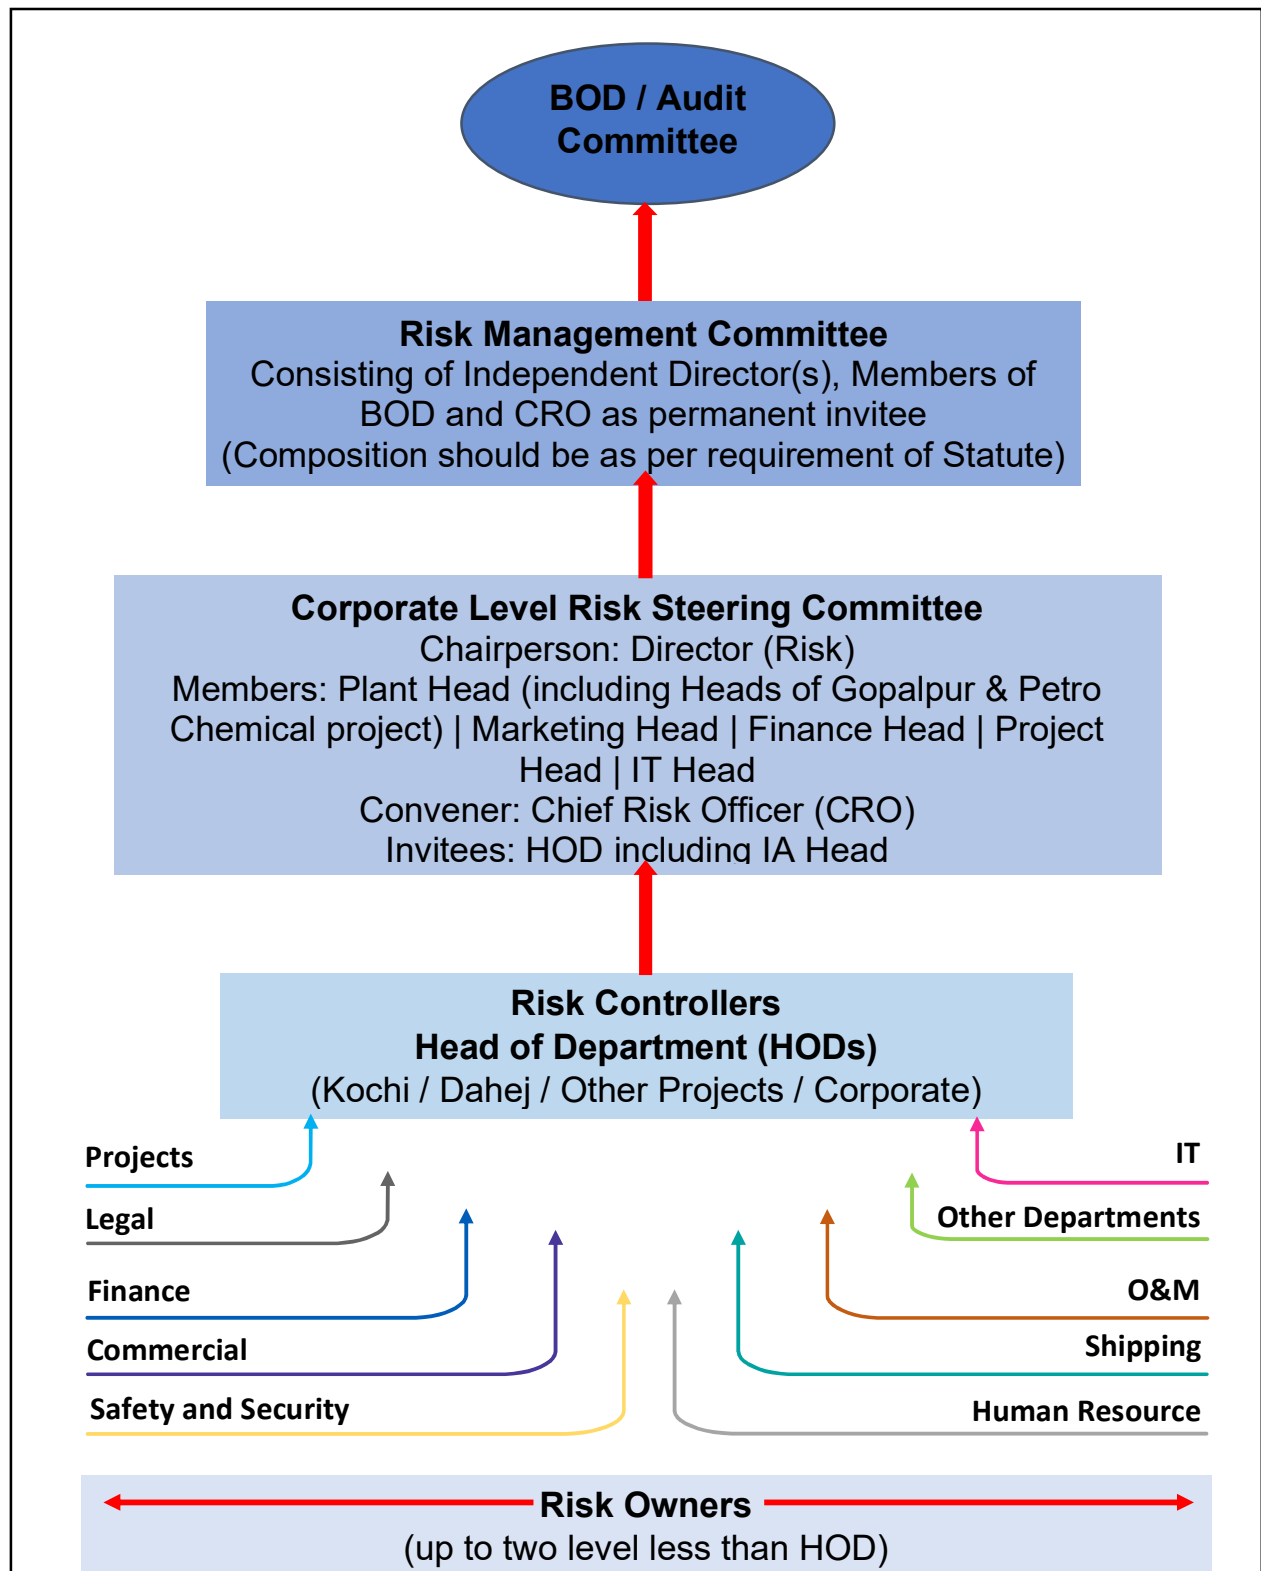 BOD / Audit
Committee
Risk Management Committee
Consisting of Independent Director(s), Members of
BOD and CRO as permanent invitee
(Composition should be as per requirement of Statute)
Corporate Level Risk Steering Committee
Chairperson: Director (Risk)
Members: Plant Head (including Heads of Gopalpur & Petro
Chemical project) | Marketing Head | Finance Head | Project
Head | IT Head
Convener: Chief Risk Officer (CRO)
Invitees: HOD including IA Head
Risk Controllers
Head of Department (HODs)
(Kochi / Dahej / Other Projects / Corporate)
Projects
Legal
Finance
Commercial
Safety and Security
IT
Other Departments
O&M
Shipping
Human Resource
Risk Owners
(up to two level less than HOD)